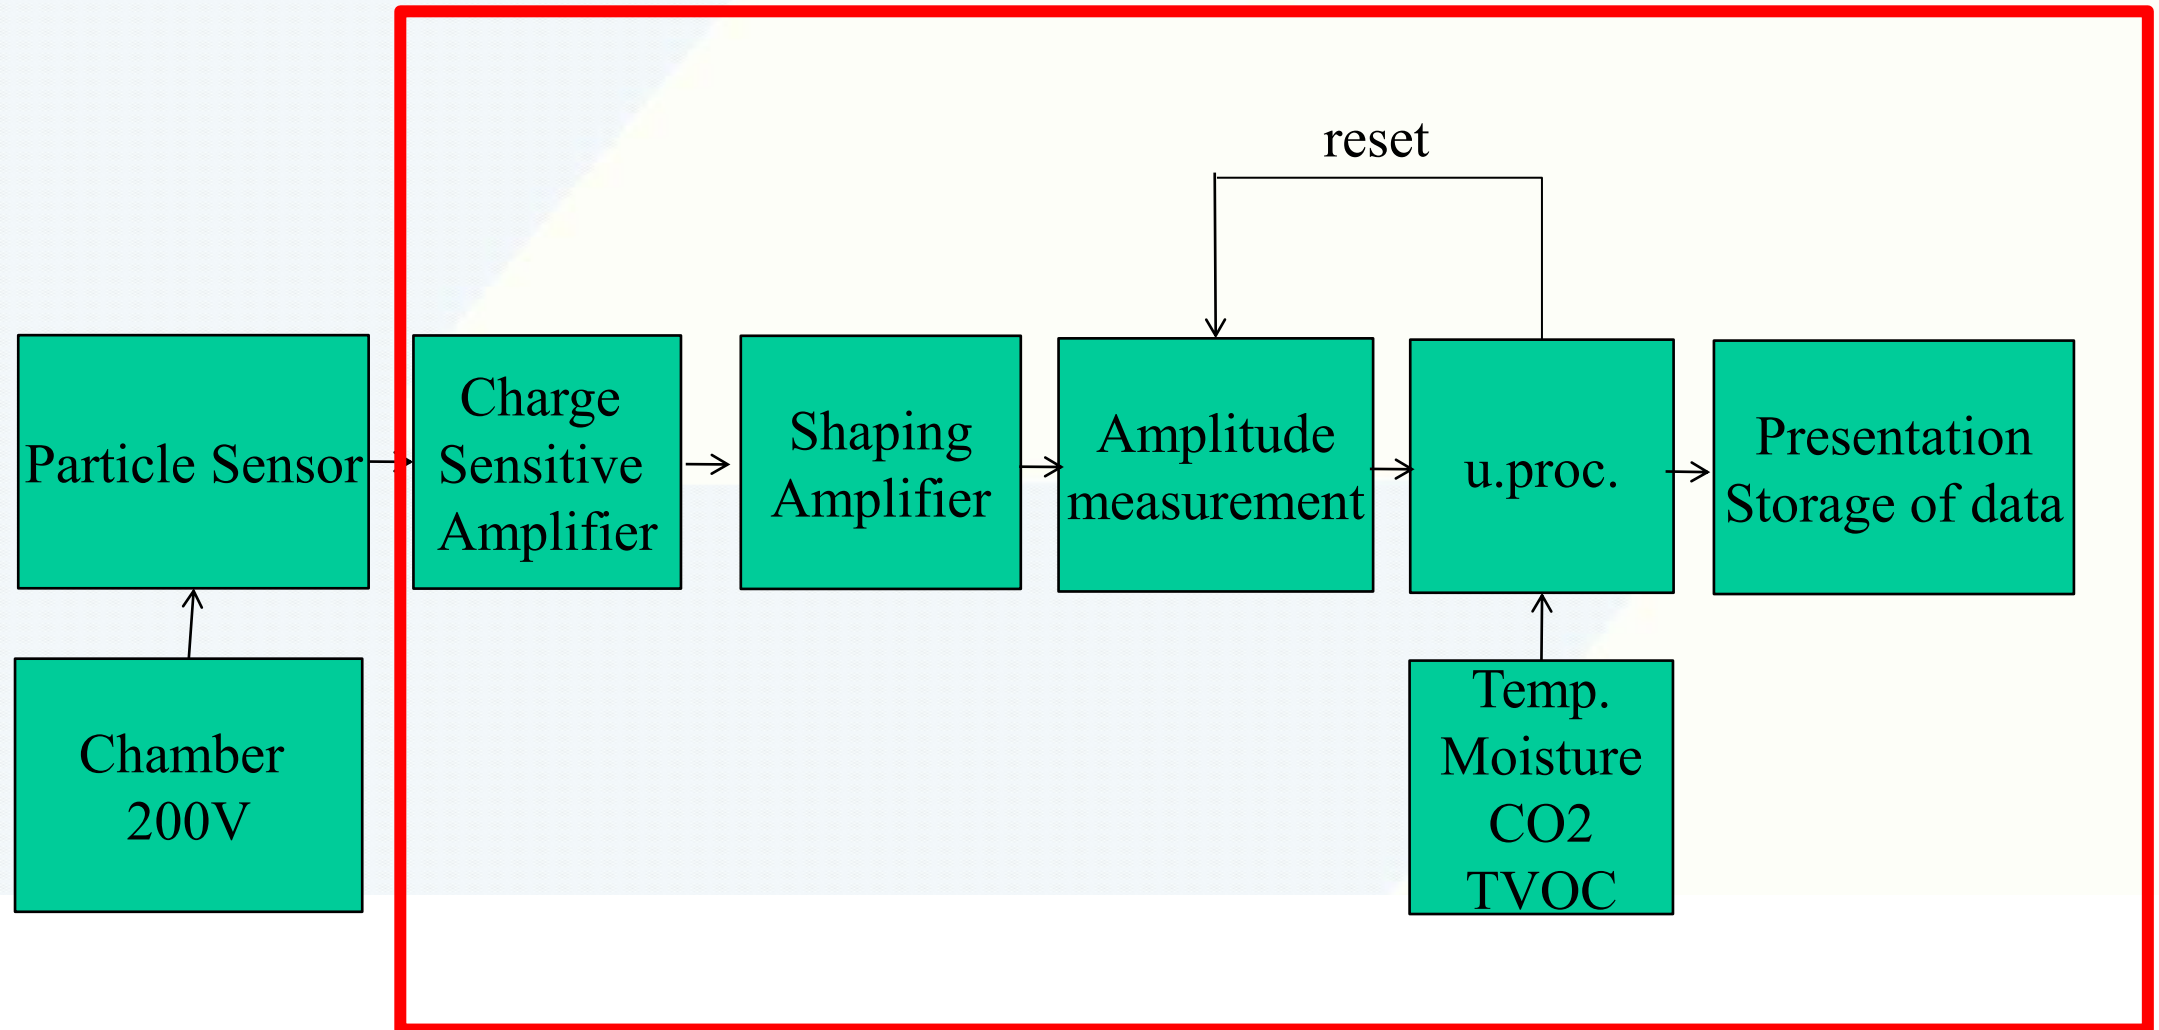 reset
Particle Sensor
Charge
Sensitive
Amplifier
Shaping
Amplifier
Amplitude
measurement
u.proc.
Presentation
Storage of data
Chamber
200V
Temp.
Moisture
CO2
TVOC